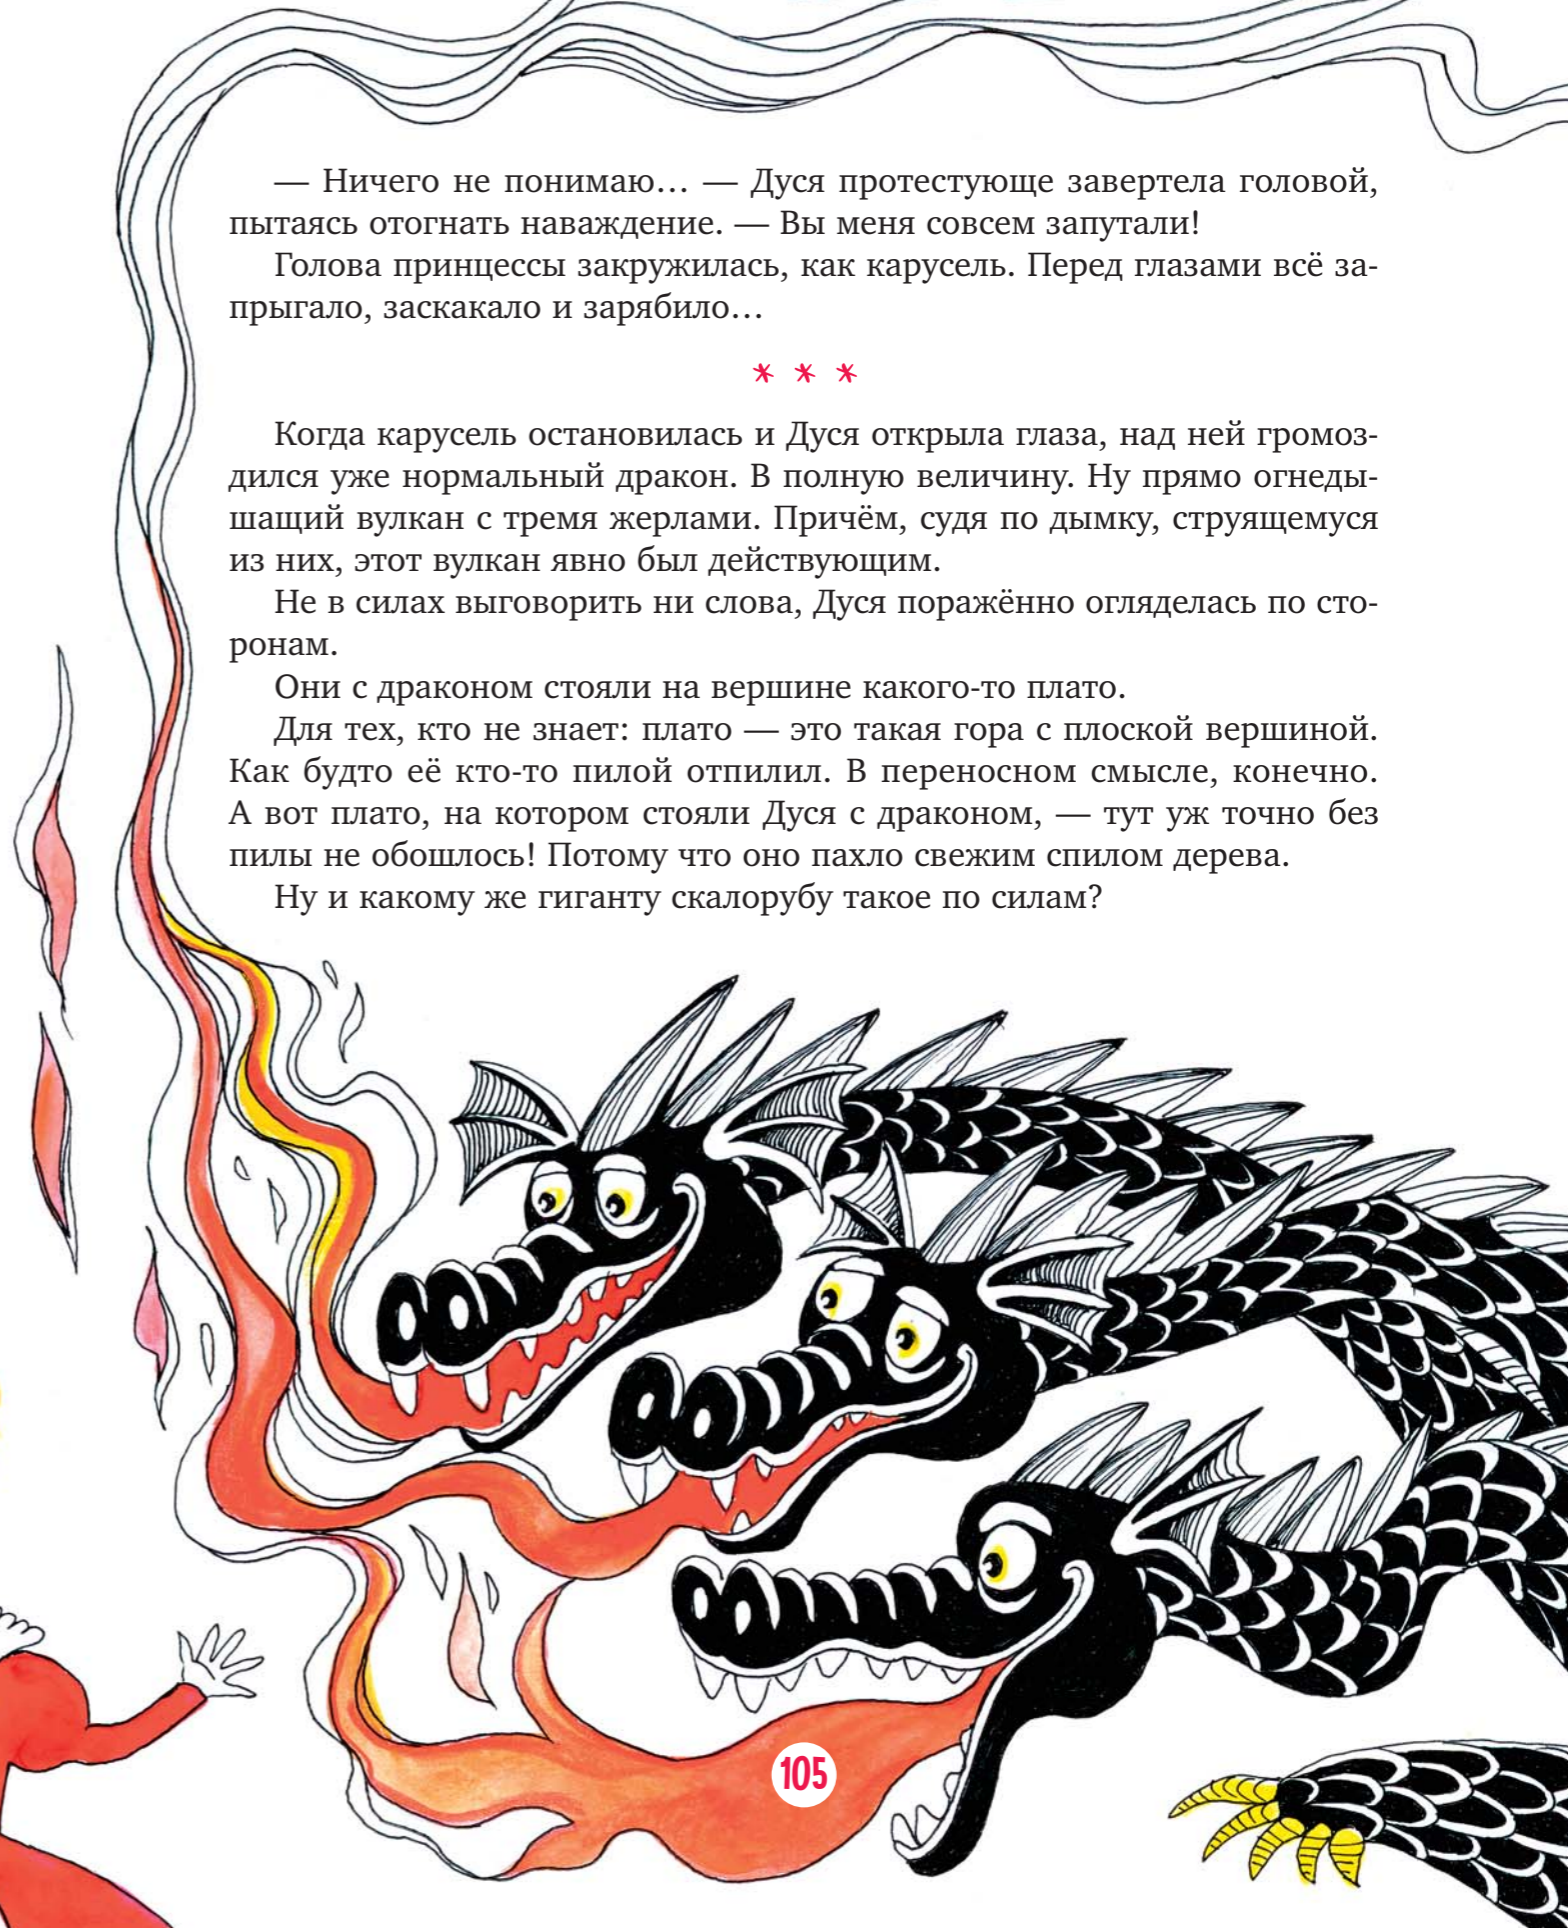 — Ничего не понимаю… — Дуся протестующе завертела головой,
пытаясь отогнать наваждение. — Вы меня совсем запутали!
Голова принцессы закружилась, как карусель. Перед глазами всё за-
прыгало, заскакало и зарябило…
* * *
Когда карусель остановилась и Дуся открыла глаза, над ней громоз-
дился уже нормальный дракон. В полную величину. Ну прямо огнеды-
шащий вулкан с тремя жерлами. Причём, судя по дымку, струящемуся
из них, этот вулкан явно был действующим.
Не в силах выговорить ни слова, Дуся поражённо огляделась по сто-
ронам.
Они с драконом стояли на вершине какого-то плато.
Для тех, кто не знает: плато — это такая гора с плоской вершиной.
Как будто её кто-то пилой отпилил. В переносном смысле, конечно.
А вот плато, на котором стояли Дуся с драконом, — тут уж точно без
пилы не обошлось! Потому что оно пахло свежим спилом дерева.
Ну и какому же гиганту скалорубу такое по силам?
105